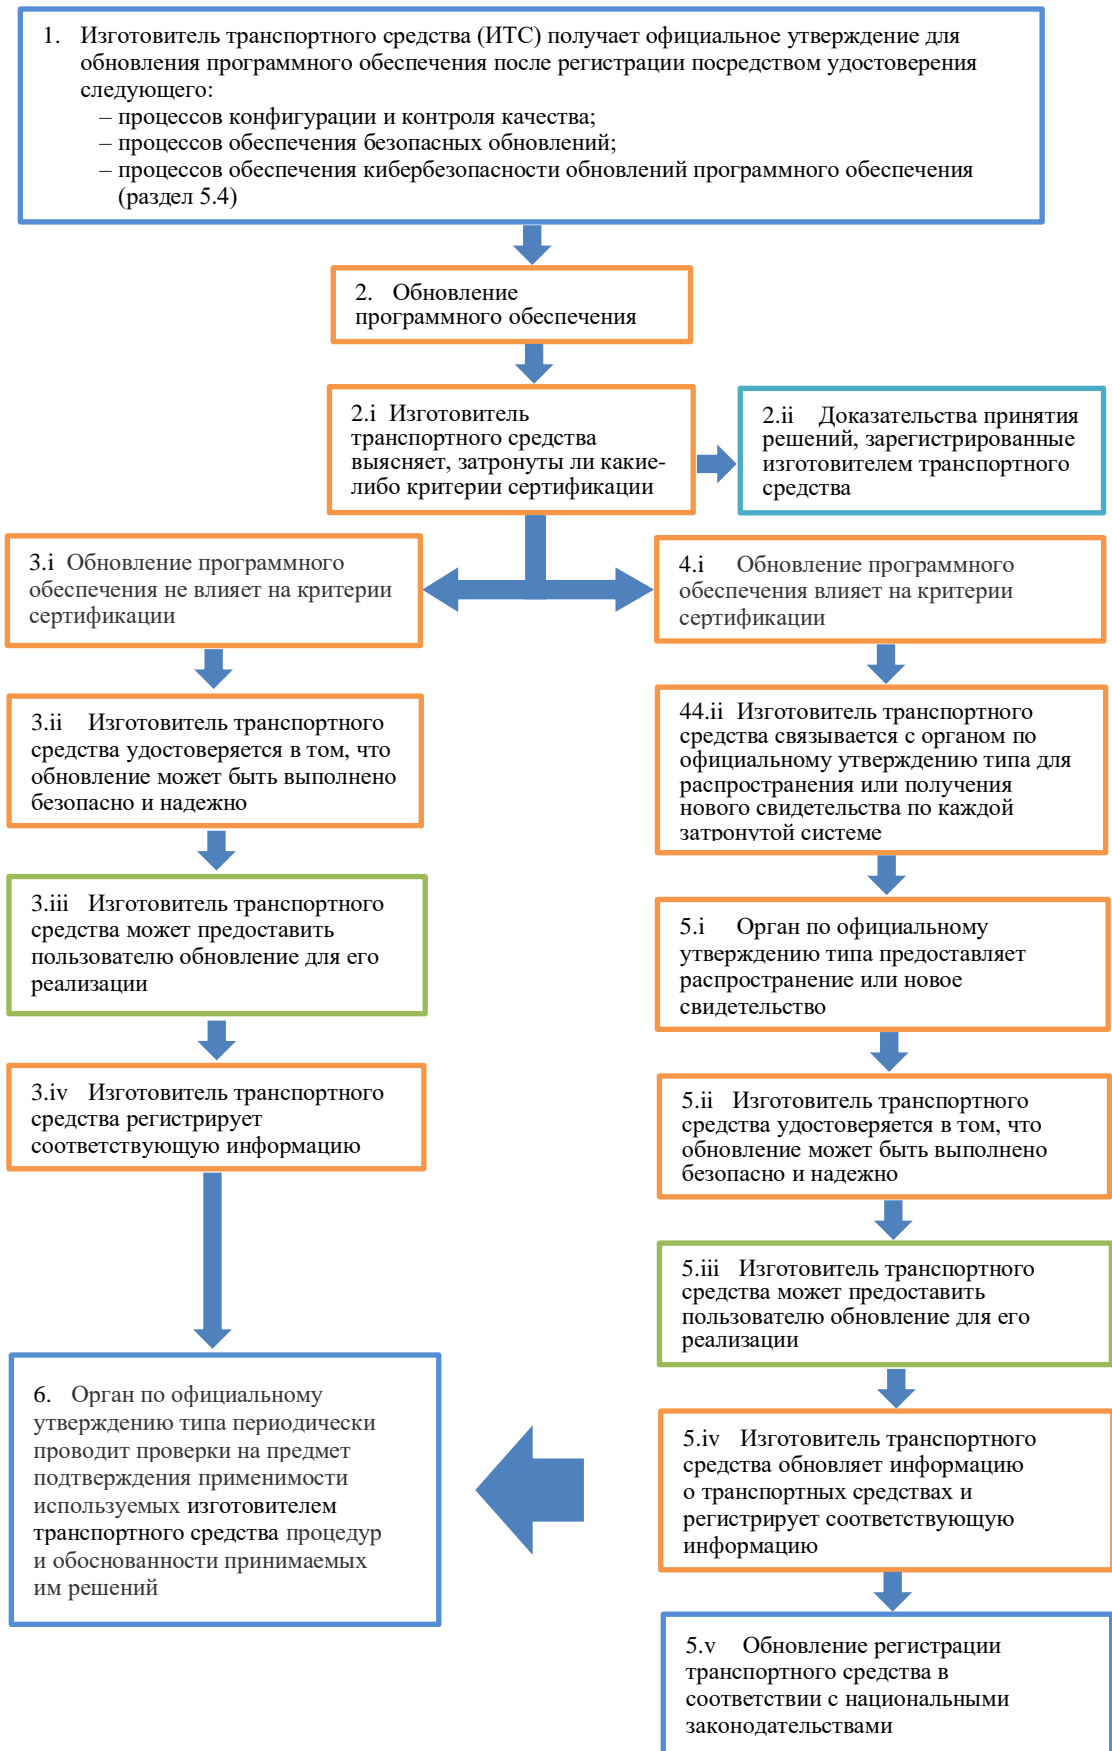 1. Изготовитель транспортного средства (ИТС) получает официальное утверждение для
обновления программного обеспечения после регистрации посредством удостоверения
следующего:
– процессов конфигурации и контроля качества;
– процессов обеспечения безопасных обновлений;
– процессов обеспечения кибербезопасности обновлений программного обеспечения
(раздел 5.4)
2. Обновление
программного обеспечения
2.i Изготовитель
транспортного средства
выясняет, затронуты ли какие-
либо критерии сертификации
2.ii Доказательства принятия
решений, зарегистрированные
изготовителем транспортного
средства
3.i Обновление программного
обеспечения не влияет на критерии
сертификации
4.i Обновление программного
обеспечения влияет на критерии
сертификации
3.ii Изготовитель транспортного
средства удостоверяется в том, что
обновление может быть выполнено
безопасно и надежно
44.ii Изготовитель транспортного
средства связывается с органом по
официальному утверждению типа для
распространения или получения
нового свидетельства по каждой
затронутой системе
3.iii Изготовитель транспортного
средства может предоставить
пользователю обновление для его
реализации
5.i Орган по официальному
утверждению типа предоставляет
распространение или новое
свидетельство
3.iv Изготовитель транспортного
средства регистрирует
соответствующую информацию
5.ii Изготовитель транспортного
средства удостоверяется в том, что
обновление может быть выполнено
безопасно и надежно
5.iii Изготовитель транспортного
средства может предоставить
пользователю обновление для его
реализации
6. Орган по официальному
утверждению типа периодически
проводит проверки на предмет
подтверждения применимости
используемых изготовителем
транспортного средства процедур
и обоснованности принимаемых
им решений
5.iv Изготовитель транспортного
средства обновляет информацию
о транспортных средствах и
регистрирует соответствующую
информацию
5.v Обновление регистрации
транспортного средства в
соответствии с национальными
законодательствами